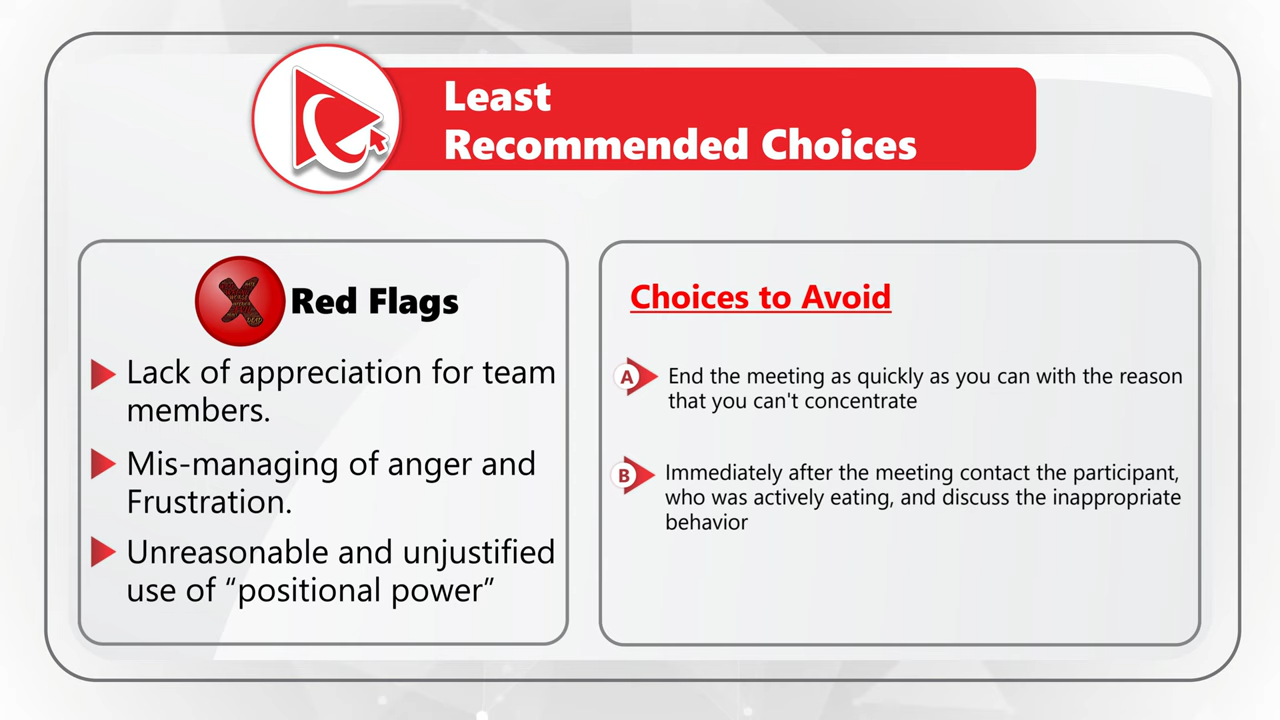 Least
Recommended Choices
Red Flags
Lack of appreciation for team
members.
Mis-managing of anger and
Frustration.
Unreasonable and unjustified
use of “positional power”
Choices to Avoid
A
End the meeting as quickly as you can with the reason
that you can't concentrate
B
Immediately after the meeting contact the participant,
who was actively eating, and discuss the inappropriate
behavior